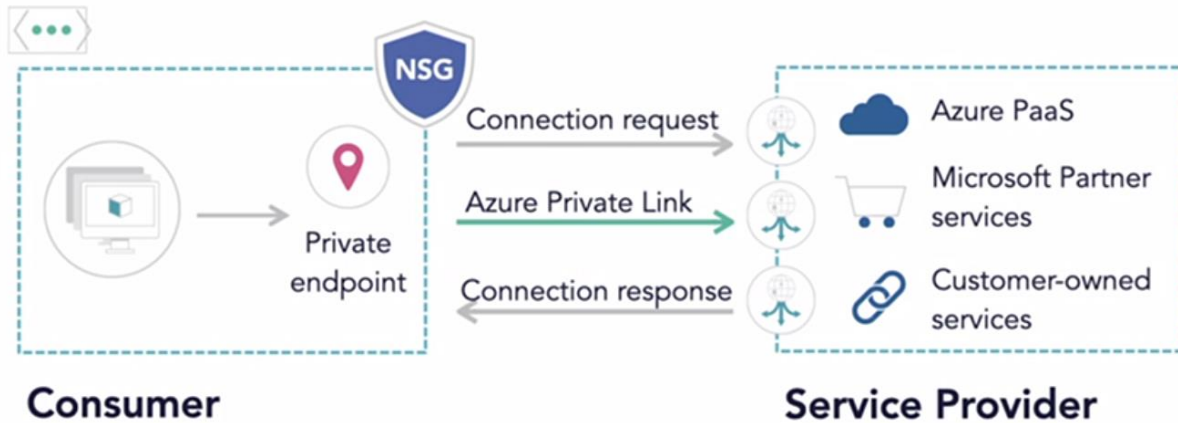 NSG
Connection request
Azure Private Link
Connection response
Private
endpoint
Azure PaaS
Microsoft Partner
services
Customer-owned
services
Consumer
Service Provider